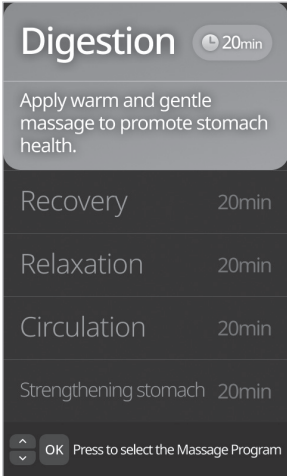 Digestion 20min
Apply warm and gentle
massage to promote stomach
health.
Recovery 20min
Relaxation 20min
Circulation 20min
Strengthening stomach 20min
OK Press to select the Massage Program